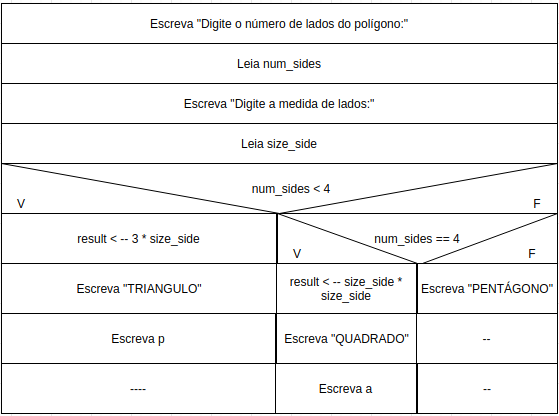 Escreva "Digite o número de lados do polígono:"
Leia num_sides
Escreva "Digite a medida de lados:"
Leia size_side
num_sides < 4
V
F
result < -- 3 * size_side
num_sides == 4
V
F
Escreva "TRIANGULO"
result < -- size_side *
size_side
Escreva "PENTÁGONO"
Escreva p
Escreva "QUADRADO"
--
----
Escreva a
--